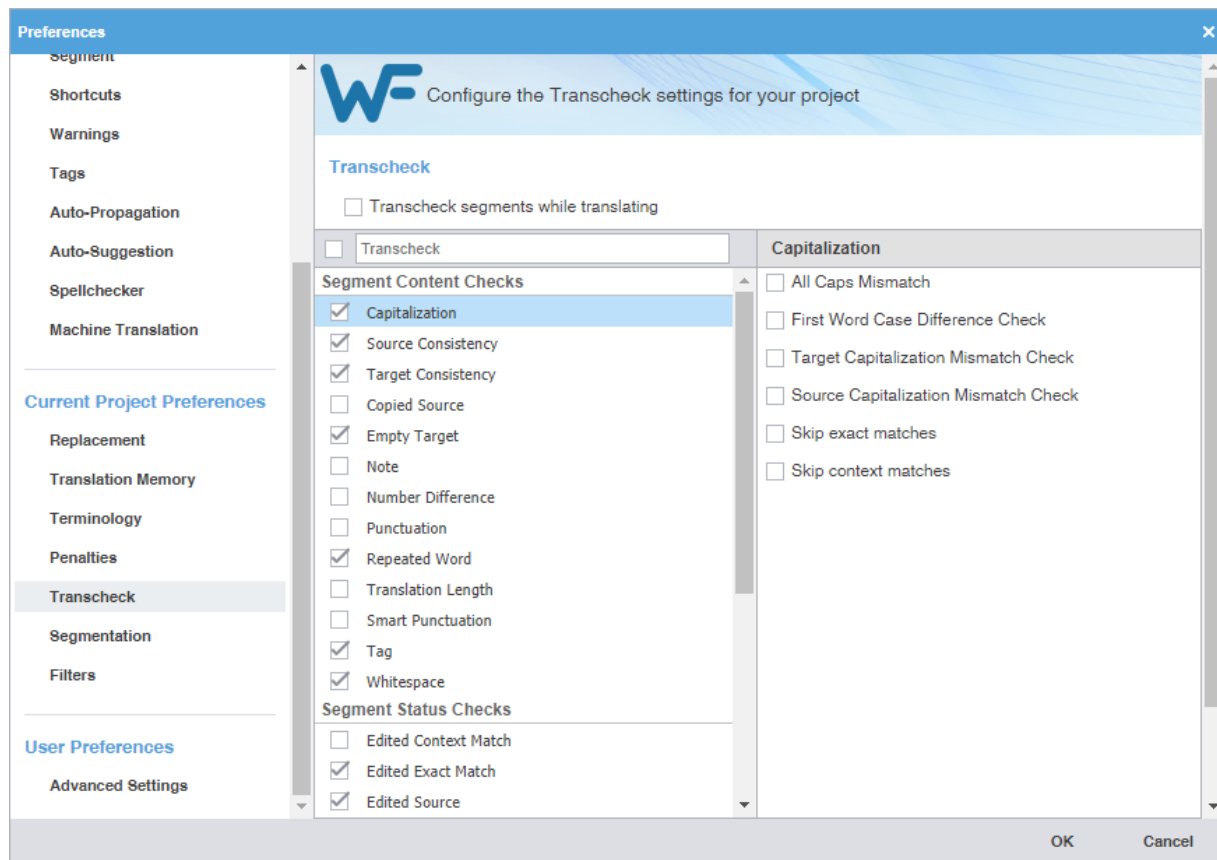 Preferences
Segment
Shortcuts
Warnings
Tags
Auto-Propagation
Auto-Suggestion
Spellchecker
Machine Translation
Current Project Preferences
Replacement
Translation Memory
Terminology
Penalties
Transcheck
Segmentation
Filters
User Preferences
Advanced Settings
WF
Configure the Transcheck settings for your project
Transcheck
Transcheck segments while translating
Transcheck
Segment Content Checks
Capitalization
Source Consistency
Target Consistency
Copied Source
Empty Target
Note
Number Difference
Punctuation
Repeated Word
Translation Length
Smart Punctuation
Tag
Whitespace
Segment Status Checks
Edited Context Match
Edited Exact Match
Edited Source
Capitalization
All Caps Mismatch
First Word Case Difference Check
Target Capitalization Mismatch Check
Source Capitalization Mismatch Check
Skip exact matches
Skip context matches
OK
Cancel